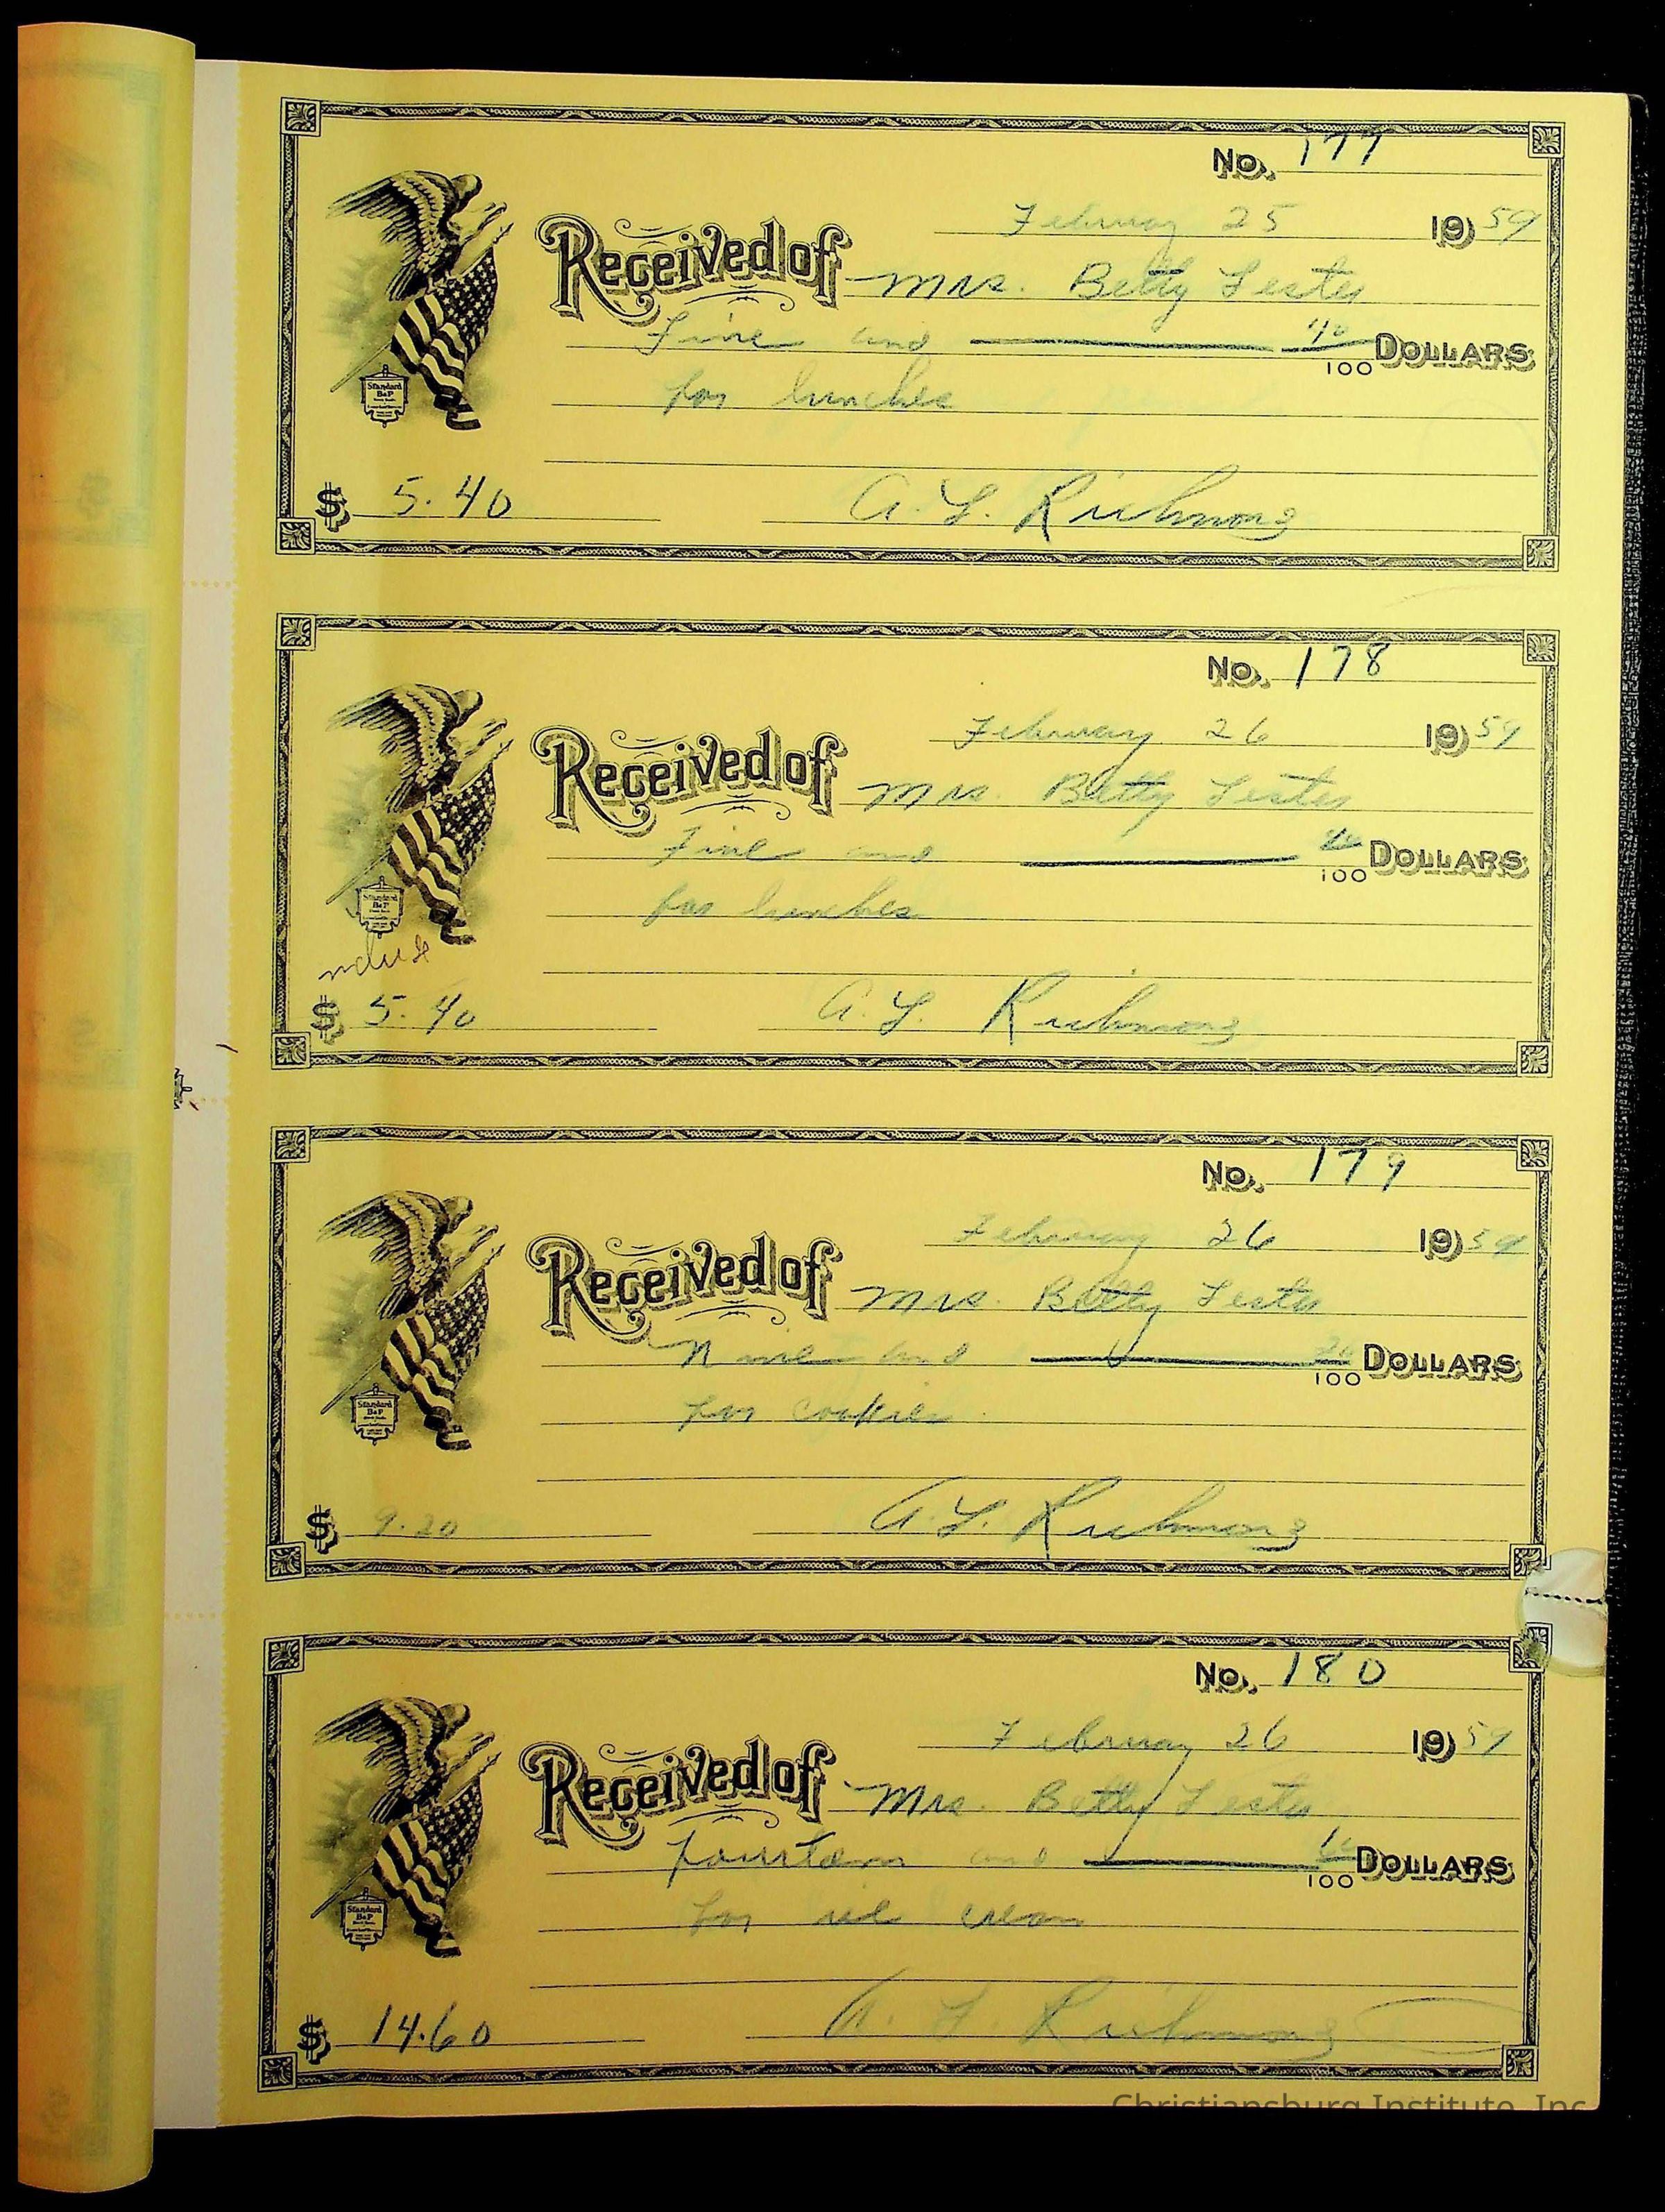 No. 177
February 25 1959
Received of Mrs. Betty Lester
Five and 40/100 DOLLARS
for lunches
Standard B&P
$ 5.40 A. L. Richmond
No. 178
February 26 1959
Received of Mrs. Betty Lester
Five and 40/100 DOLLARS
for lunches
Standard B&P
$ 5.40 A. L. Richmond
No. 179
February 26 1959
Received of Mrs. Betty Lester
Nine and 20/100 DOLLARS
for cookies
Standard B&P
$ 9.20 A. L. Richmond
No. 180
February 26 1959
Received of Mrs. Betty Lester
Fourteen and 60/100 DOLLARS
for ice cream
Standard B&P
$ 14.60 A. L. Richmond
Christiansburg Institute, Inc.